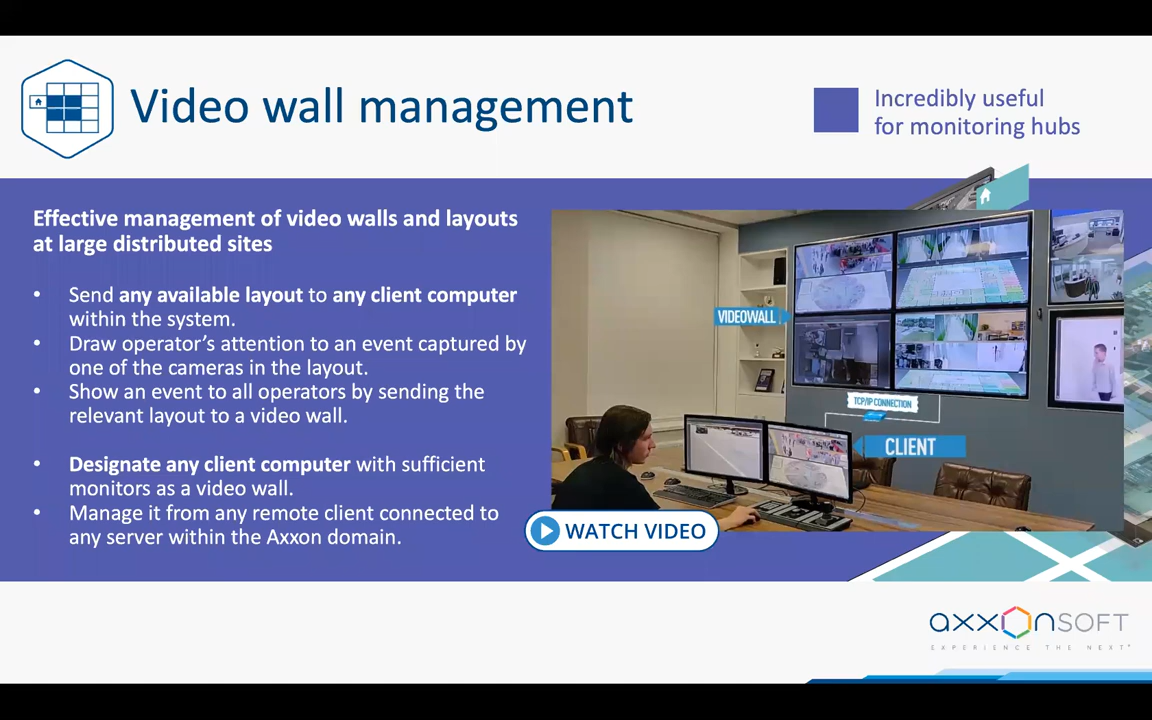 Video wall management
Incredibly useful
for monitoring hubs
Effective management of video walls and layouts
at large distributed sites
• Send any available layout to any client computer
within the system.
• Draw operator’s attention to an event captured by
one of the cameras in the layout.
• Show an event to all operators by sending the
relevant layout to a video wall.
• Designate any client computer with sufficient
monitors as a video wall.
• Manage it from any remote client connected to
any server within the Axxon domain.
VIDEOWALL
TCP/IP CONNECTION
CLIENT
WATCH VIDEO
axxonsoft
EXPERIENCE THE NEXT